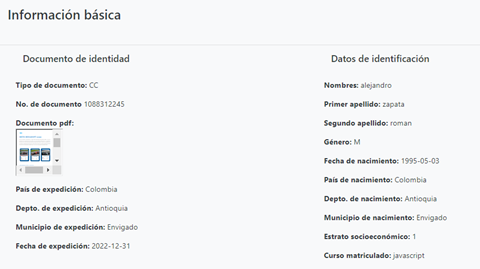 Información básica
Documento de identidad
Tipo de documento: CC
No. de documento 1088312245
Documento pdf:
País de expedición: Colombia
Depto. de expedición: Antioquia
Municipio de expedición: Envigado
Fecha de expedición: 2022-12-31
Datos de identificación
Nombres: alejandro
Primer apellido: zapata
Segundo apellido: roman
Género: M
Fecha de nacimiento: 1995-05-03
País de nacimiento: Colombia
Depto. de nacimiento: Antioquia
Municipio de nacimiento: Envigado
Estrato socioeconómico: 1
Curso matriculado: javascript